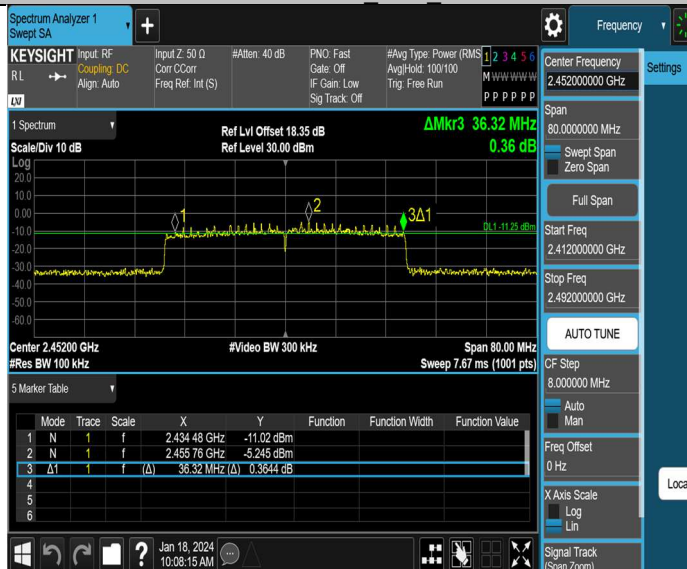 Spectrum Analyzer 1
Swept SA
+
Frequency
KEYSIGHT
RL
LXI
Input: RF
Coupling: DC
Align: Auto
Input Z: 50 Ω
Corr CCorr
Freq Ref: Int (S)
#Atten: 40 dB
PNO: Fast
Gate: Off
IF Gain: Low
Sig Track: Off
#Avg Type: Power (RMS
Avg|Hold: 100/100
Trig: Free Run
1 2 3 4 5 6
M W W W W W
P P P P P P
1 Spectrum
Scale/Div 10 dB
Ref Lvl Offset 18.35 dB
Ref Level 30.00 dBm
ΔMkr3 36.32 MHz
0.36 dB
Log
20.0
10.0
0.00
-10.0
-20.0
-30.0
-40.0
-50.0
-60.0
1
2
3Δ1
DL1 -11.25 dBm
Center 2.45200 GHz
#Video BW 300 kHz
Span 80.00 MHz
#Res BW 100 kHz
Sweep 7.67 ms (1001 pts)
5 Marker Table
Mode Trace Scale X Y Function Function Width Function Value
1 N 1 f 2.434 48 GHz -11.02 dBm
2 N 1 f 2.455 76 GHz -5.245 dBm
3 Δ1 1 f (Δ) 36.32 MHz (Δ) 0.3644 dB
4
5
6
?
Jan 18, 2024
10:08:15 AM
Center Frequency
2.452000000 GHz
Settings
Span
80.0000000 MHz
Swept Span
Zero Span
Full Span
Start Freq
2.412000000 GHz
Stop Freq
2.492000000 GHz
AUTO TUNE
CF Step
8.000000 MHz
Auto
Man
Freq Offset
0 Hz
X Axis Scale
Log
Lin
Signal Track
(Span Zoom)
Loca